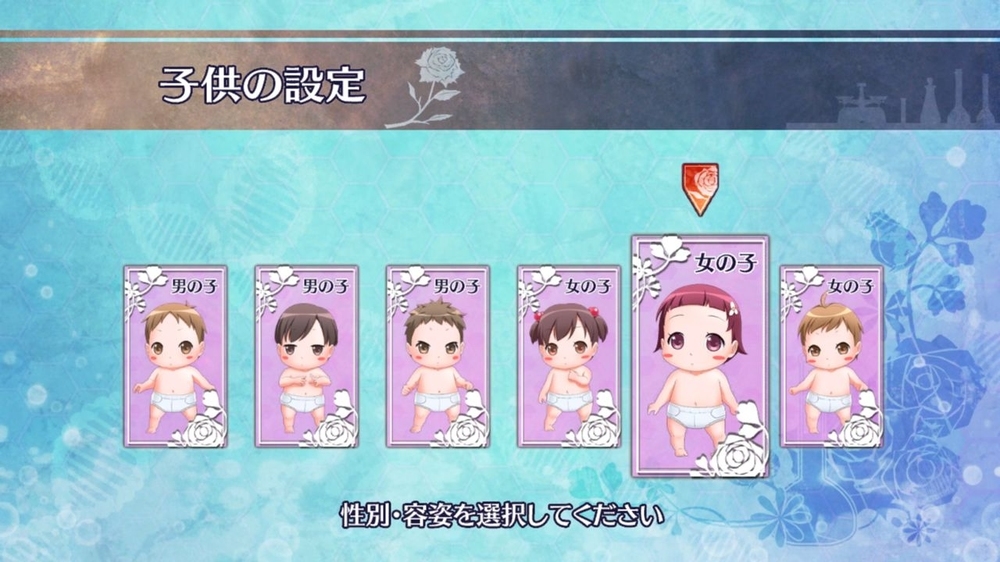 子供の設定
男の子
男の子
男の子
女の子
女の子
女の子
性別・容姿を選択してください